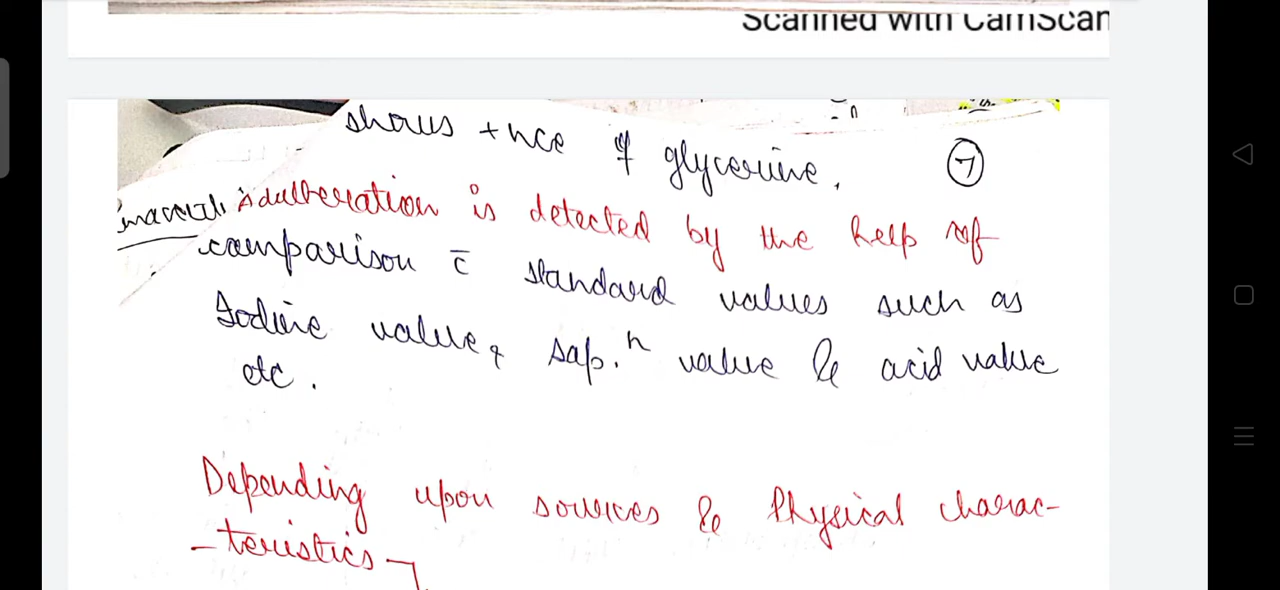 Scanned with CamScan
shows +nce of glycerine. 7
Adulteration is detected by the help of
comparison c̄ standard values such as
Iodine value, sap.n value & acid value
etc.
Depending upon sources & Physical charac-
-teristics